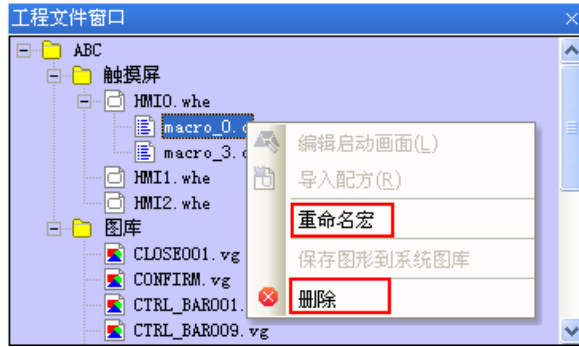 工程文件窗口
ABC
触摸屏
HMI0.whe
macro_0.c
macro_3.c
编辑启动画面(L)
导入配方(R)
HMI1.whe
HMI2.whe
重命名宏
图库
CLOSE001.vg
保存图形到系统图库
CONFIRM.vg
CTRL_BAR001.
删除
CTRL_BAR009.vg